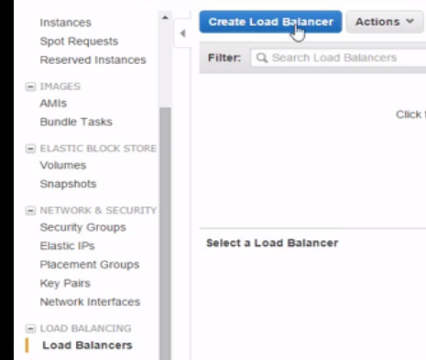 Instances
Spot Requests
Reserved Instances
IMAGES
AMIs
Bundle Tasks
ELASTIC BLOCK STORE
Volumes
Snapshots
NETWORK & SECURITY
Security Groups
Elastic IPs
Placement Groups
Key Pairs
Network Interfaces
LOAD BALANCING
Load Balancers
Create Load Balancer Actions
Filter: Search Load Balancers
Click
Select a Load Balancer